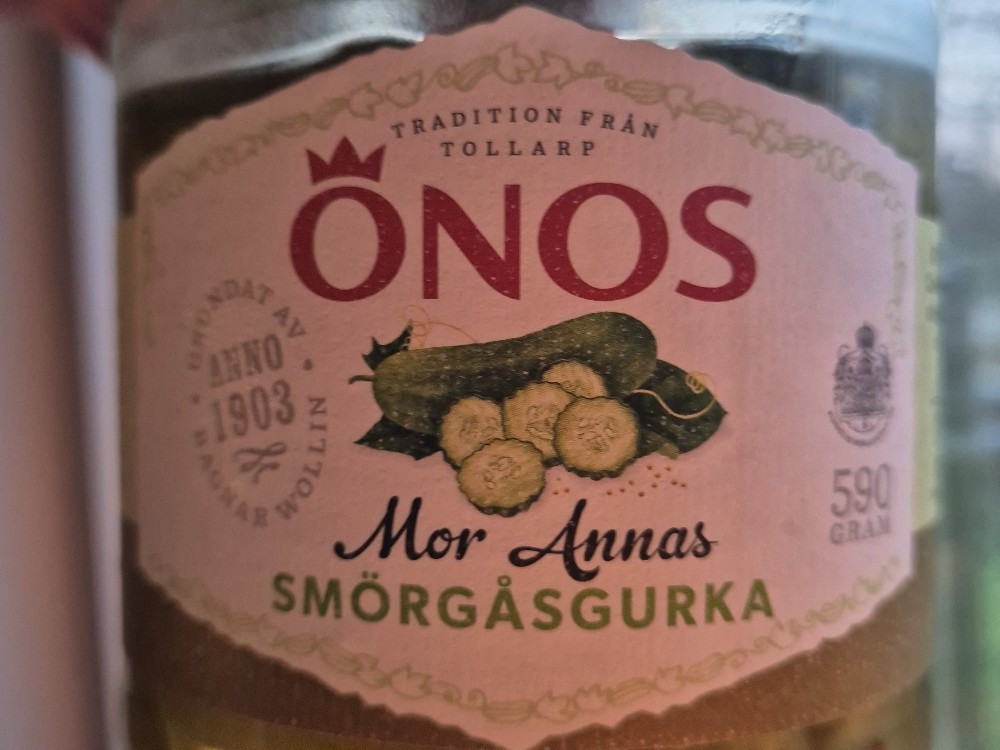 TRADITION FRÅN
TOLLARP
ÖNOS
GRUNDAT AV
ANNO
1903
RAGNAR WOLLIN
590
GRAM
Mor Annas
SMÖRGÅSGURKA